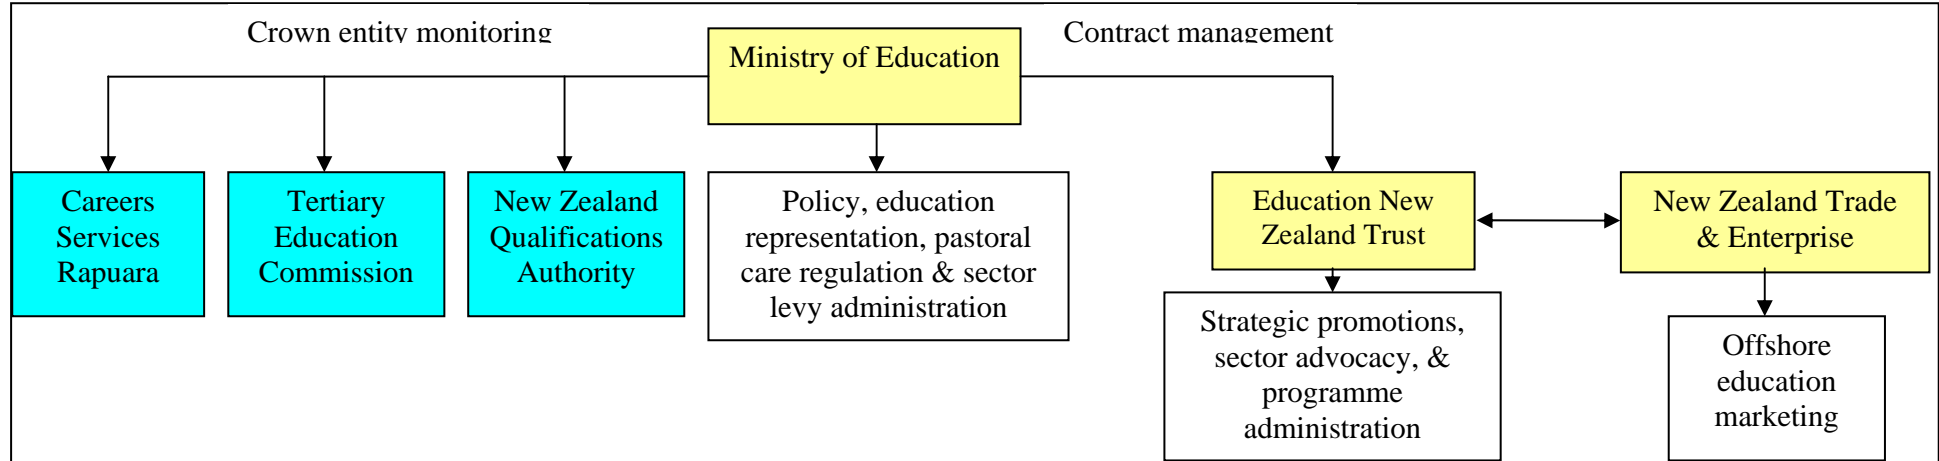 Crown entity monitoring
Contract management
Ministry of Education
Careers
Services
Rapuara
Tertiary
Education
Commission
New Zealand
Qualifications
Authority
Policy, education
representation, pastoral
care regulation & sector
levy administration
Education New
Zealand Trust
New Zealand Trade
& Enterprise
Strategic promotions,
sector advocacy, &
programme
administration
Offshore
education
marketing